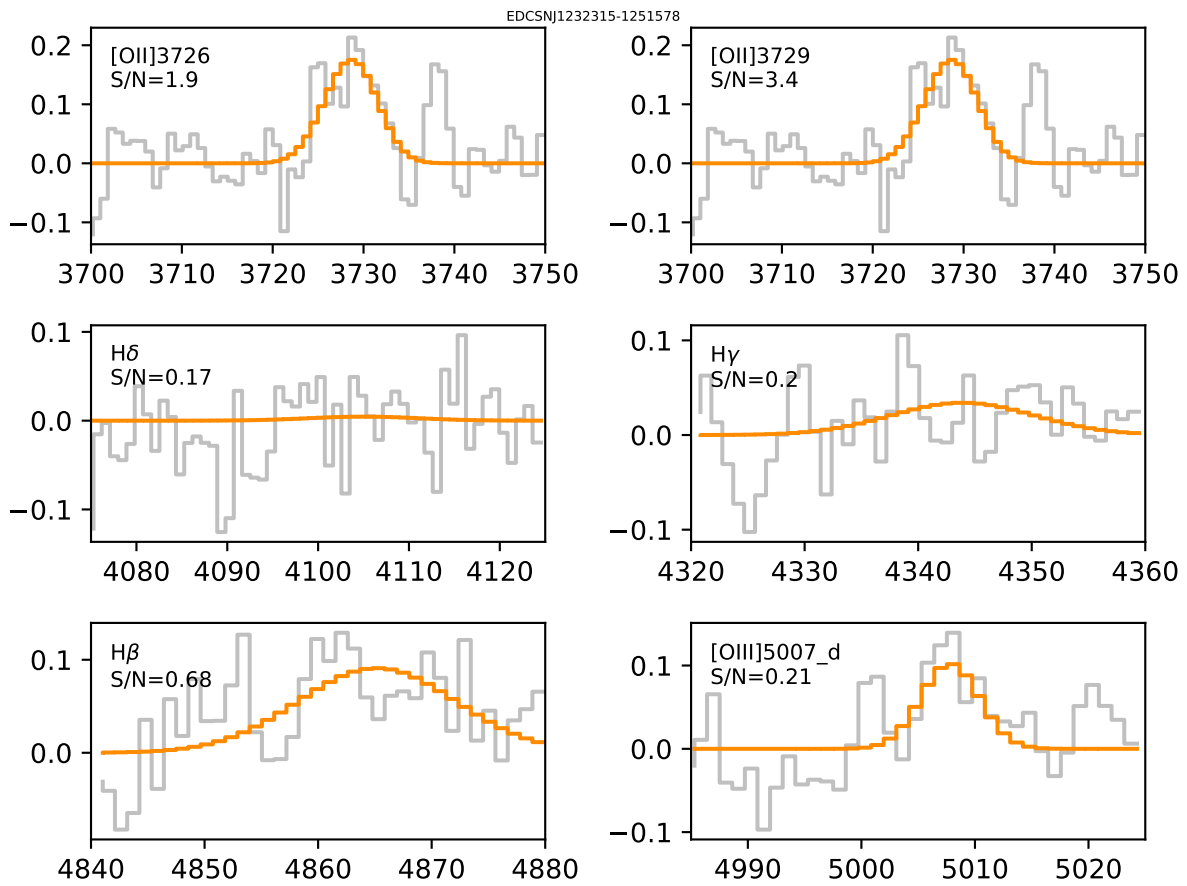 EDCSNJ1232315-1251578
[OII]3726
S/N=1.9
0.2
0.1
0.0
−0.1
3700 3710 3720 3730 3740 3750
[OII]3729
S/N=3.4
0.2
0.1
0.0
−0.1
3700 3710 3720 3730 3740 3750
Hδ
S/N=0.17
0.1
0.0
−0.1
4080 4090 4100 4110 4120
Hγ
S/N=0.2
0.1
0.0
−0.1
4320 4330 4340 4350 4360
Hβ
S/N=0.68
0.1
0.0
4840 4850 4860 4870 4880
[OIII]5007_d
S/N=0.21
0.1
0.0
−0.1
4990 5000 5010 5020